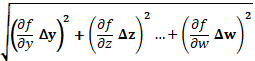 √((∂f/∂y Δy)² + (∂f/∂z Δz)² … + (∂f/∂w Δw)²)